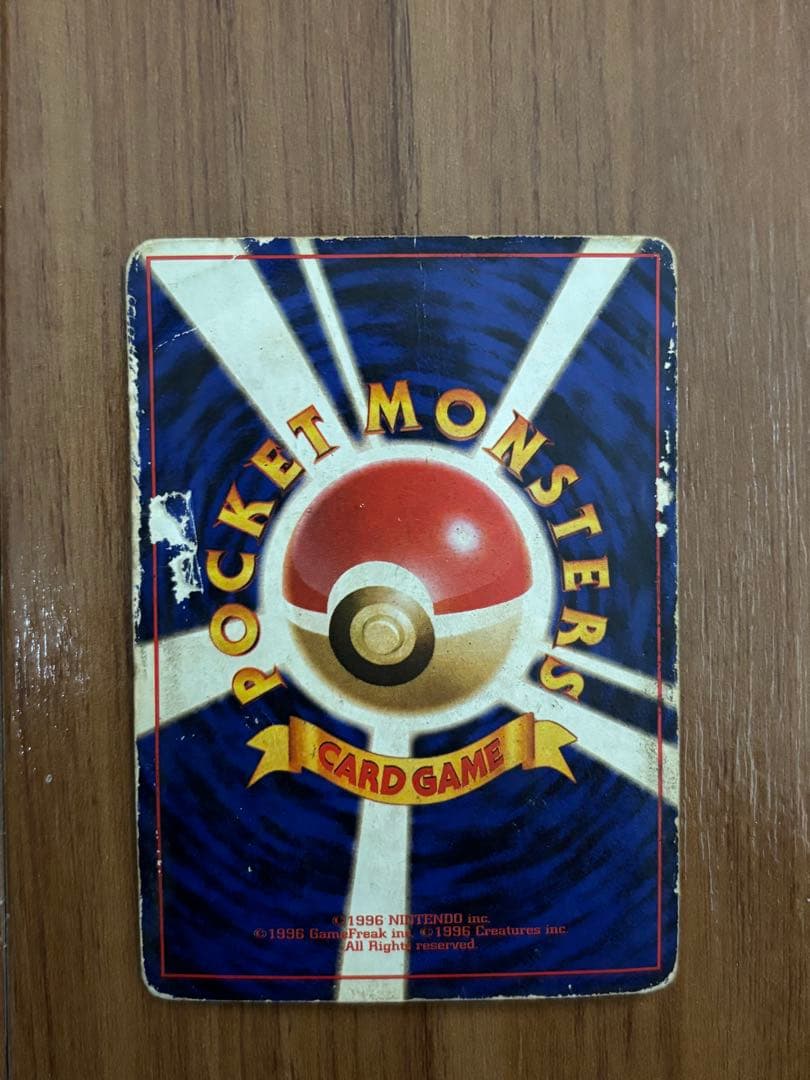 POCKET MONSTERS
CARD GAME
©1996 NINTENDO inc.
©1996 GameFreak inc. ©1996 Creatures inc.
All Rights reserved.